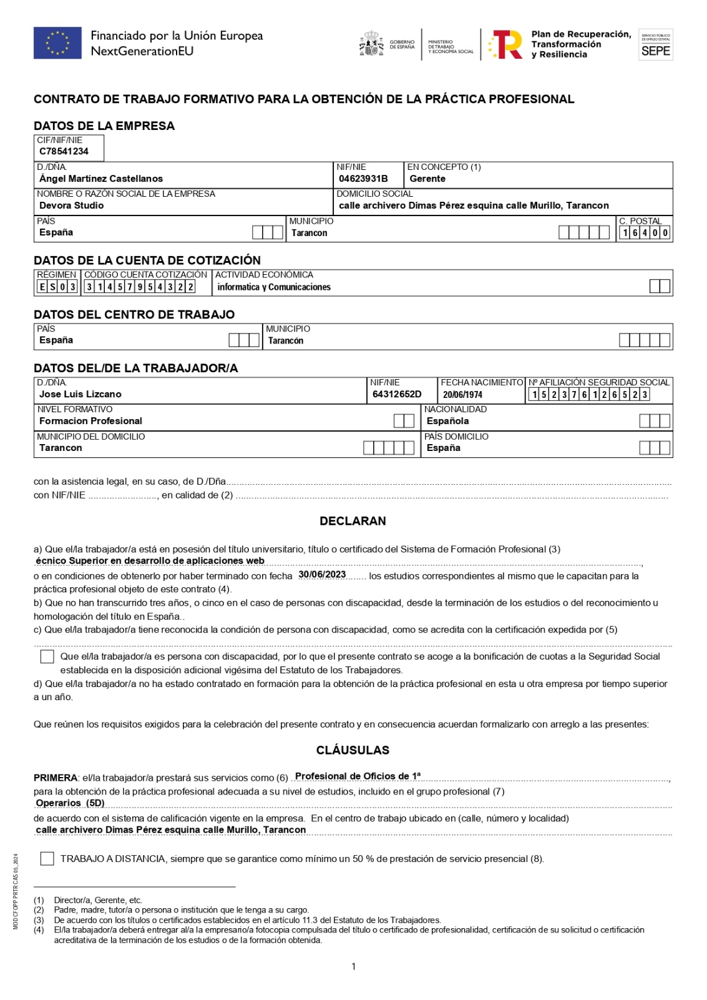 Financiado por la Unión Europea
NextGenerationEU
GOBIERNO
DE ESPAÑA
MINISTERIO
DE TRABAJO
Y ECONOMÍA SOCIAL
Plan de Recuperación,
Transformación
y Resiliencia
SERVICIO PÚBLICO
DE EMPLEO ESTATAL
SEPE
CONTRATO DE TRABAJO FORMATIVO PARA LA OBTENCIÓN DE LA PRÁCTICA PROFESIONAL
DATOS DE LA EMPRESA
CIF/NIF/NIE
C78541234
D./DÑA. NIF/NIE EN CONCEPTO (1)
Ángel Martínez Castellanos 04623931B Gerente
NOMBRE O RAZÓN SOCIAL DE LA EMPRESA DOMICILIO SOCIAL
Devora Studio calle archivero Dimas Pérez esquina calle Murillo, Tarancon
PAÍS MUNICIPIO C. POSTAL
España Tarancon 16400
DATOS DE LA CUENTA DE COTIZACIÓN
RÉGIMEN CÓDIGO CUENTA COTIZACIÓN ACTIVIDAD ECONÓMICA
ES03 31457954322 informatica y Comunicaciones
DATOS DEL CENTRO DE TRABAJO
PAÍS MUNICIPIO
España Tarancón
DATOS DEL/DE LA TRABAJADOR/A
D./DÑA. NIF/NIE FECHA NACIMIENTO Nº AFILIACIÓN SEGURIDAD SOCIAL
Jose Luis Lizcano 64312652D 20/06/1974 152376126523
NIVEL FORMATIVO NACIONALIDAD
Formacion Profesional Española
MUNICIPIO DEL DOMICILIO PAÍS DOMICILIO
Tarancon España
con la asistencia legal, en su caso, de D./Dña.
con NIF/NIE ..........................., en calidad de (2)
DECLARAN
a) Que el/la trabajador/a está en posesión del título universitario, título o certificado del Sistema de Formación Profesional (3)
écnico Superior en desarrollo de aplicaciones web ,
o en condiciones de obtenerlo por haber terminado con fecha 30/06/2023 ........ los estudios correspondientes al mismo que le capacitan para la
práctica profesional objeto de este contrato (4).
b) Que no han transcurrido tres años, o cinco en el caso de personas con discapacidad, desde la terminación de los estudios o del reconocimiento u
homologación del título en España..
c) Que el/la trabajador/a tiene reconocida la condición de persona con discapacidad, como se acredita con la certificación expedida por (5)
Que el/la trabajador/a es persona con discapacidad, por lo que el presente contrato se acoge a la bonificación de cuotas a la Seguridad Social
establecida en la disposición adicional vigésima del Estatuto de los Trabajadores.
d) Que el/la trabajador/a no ha estado contratado en formación para la obtención de la práctica profesional en esta u otra empresa por tiempo superior
a un año.
Que reúnen los requisitos exigidos para la celebración del presente contrato y en consecuencia acuerdan formalizarlo con arreglo a las presentes:
CLÁUSULAS
PRIMERA: el/la trabajador/a prestará sus servicios como (6) Profesional de Oficios de 1ª ,
para la obtención de la práctica profesional adecuada a su nivel de estudios, incluido en el grupo profesional (7)
Operarios (5D)
de acuerdo con el sistema de calificación vigente en la empresa. En el centro de trabajo ubicado en (calle, número y localidad)
calle archivero Dimas Pérez esquina calle Murillo, Tarancon
TRABAJO A DISTANCIA, siempre que se garantice como mínimo un 50 % de prestación de servicio presencial (8).
MOD CFOPP PRTR CAS 05_2024
(1) Director/a, Gerente, etc.
(2) Padre, madre, tutor/a o persona o institución que le tenga a su cargo.
(3) De acuerdo con los títulos o certificados establecidos en el artículo 11.3 del Estatuto de los Trabajadores.
(4) El/la trabajador/a deberá entregar al/a la empresario/a fotocopia compulsada del título o certificado de profesionalidad, certificación de su solicitud o certificación
acreditativa de la terminación de los estudios o de la formación obtenida.
1